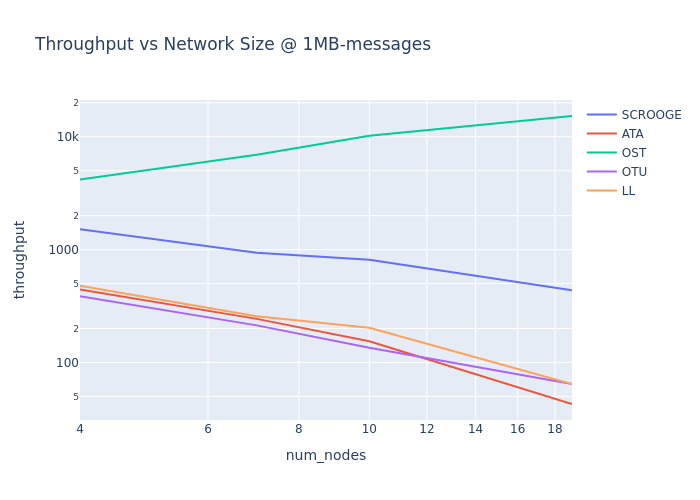 Throughput vs Network Size @ 1MB-messages
throughput
2
10k
5
2
1000
5
2
100
5
4 6 8 10 12 14 16 18
num_nodes
SCROOGE
ATA
OST
OTU
LL